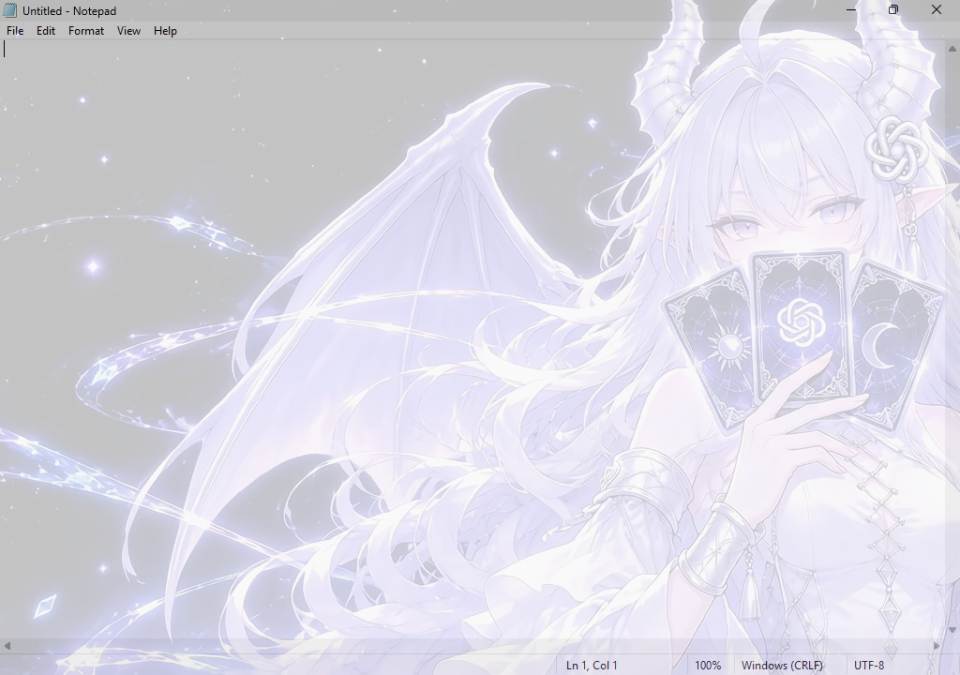 Untitled - Notepad
File Edit Format View Help
Ln 1, Col 1 100% Windows (CRLF) UTF-8